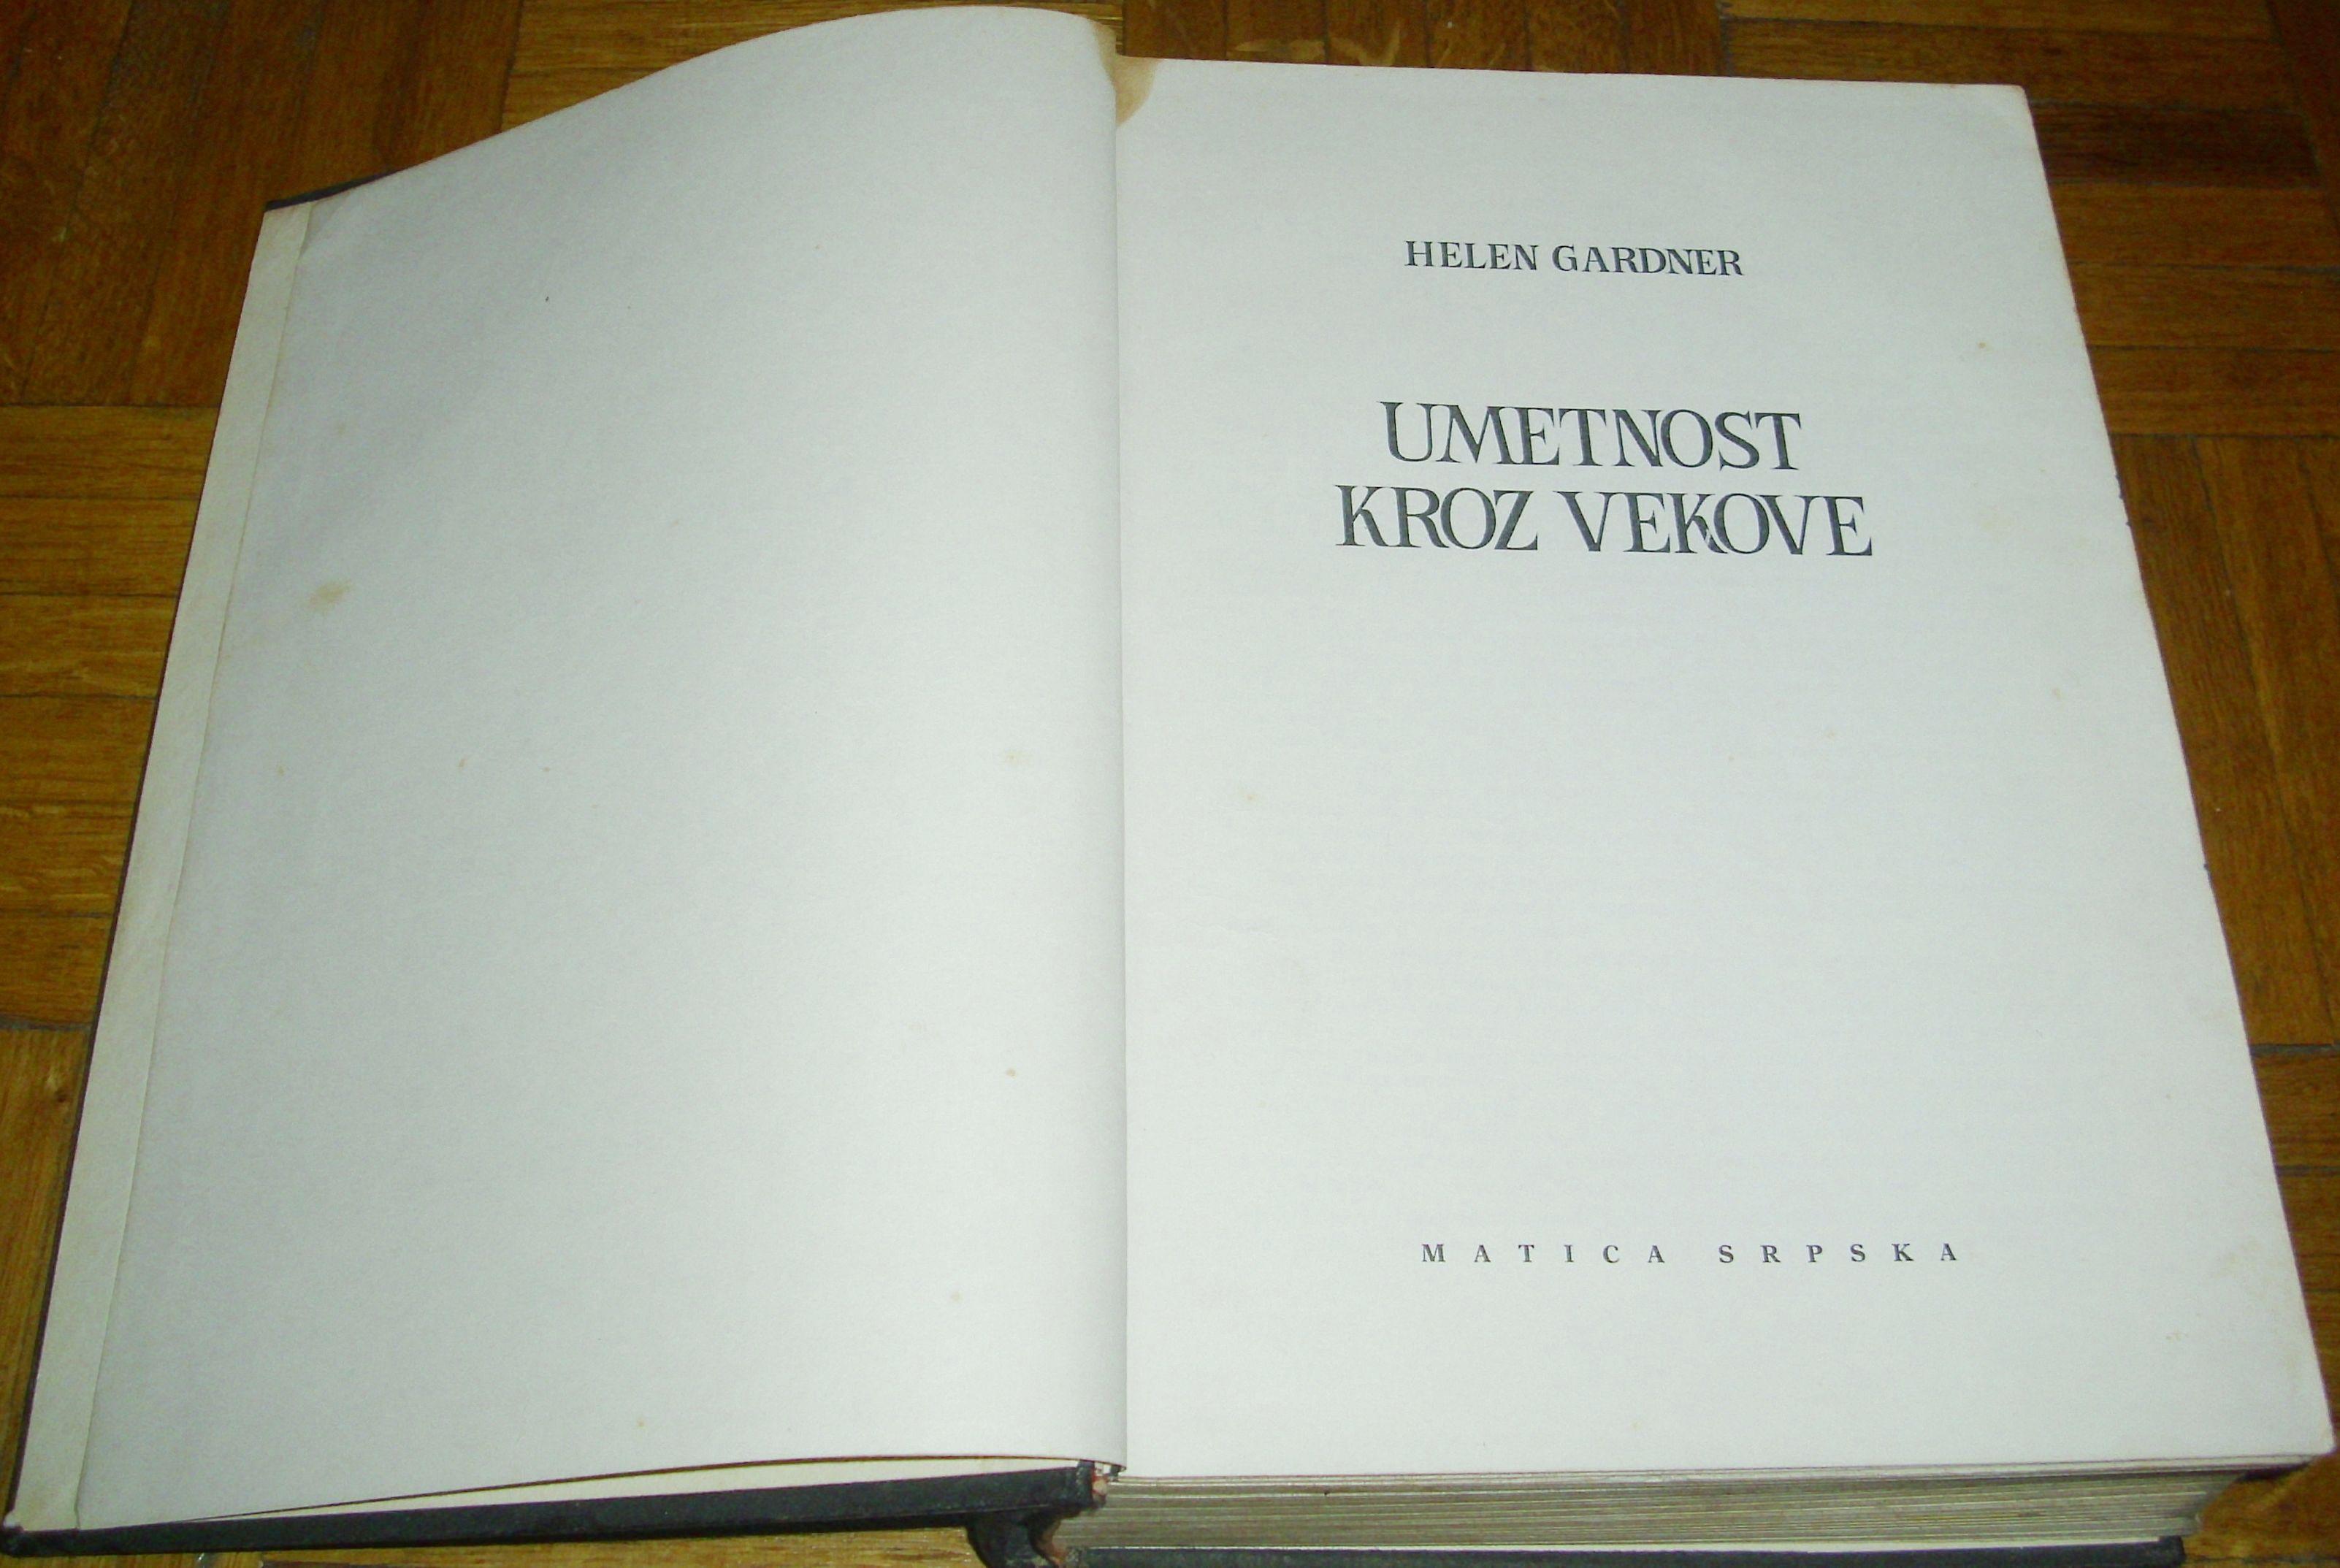 HELEN GARDNER
UMETNOST
KROZ VEKOVE
MATICA SRPSKA